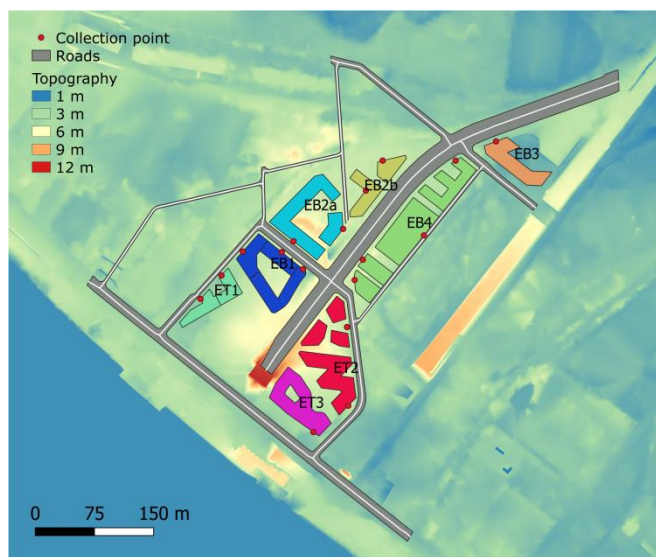 Collection point
Roads
Topography
1 m
3 m
6 m
9 m
12 m
EB3
EB2b
EB2a
EB4
EB1
ET1
ET2
ET3
0 75 150 m